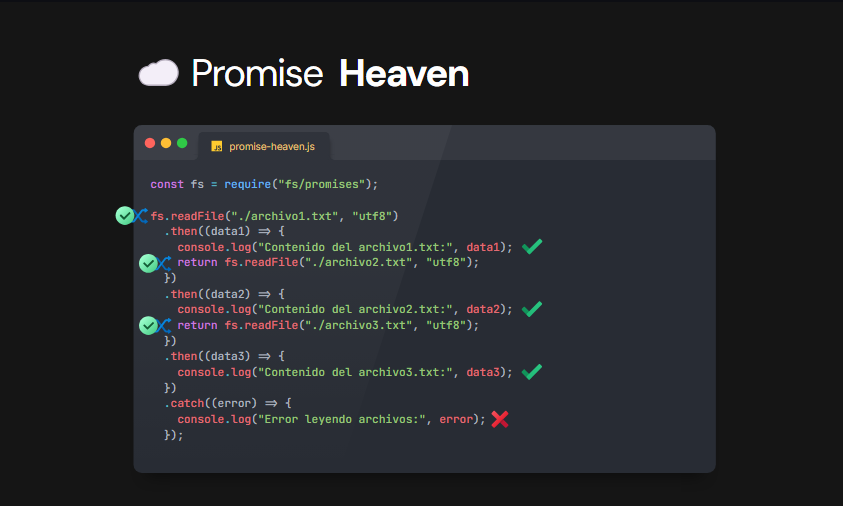 Promise Heaven
JS promise-heaven.js
const fs = require("fs/promises");
fs.readFile("./archivo1.txt", "utf8")
.then((data1) => {
console.log("Contenido del archivo1.txt:", data1);
return fs.readFile("./archivo2.txt", "utf8");
})
.then((data2) => {
console.log("Contenido del archivo2.txt:", data2);
return fs.readFile("./archivo3.txt", "utf8");
})
.then((data3) => {
console.log("Contenido del archivo3.txt:", data3);
})
.catch((error) => {
console.log("Error leyendo archivos:", error);
});